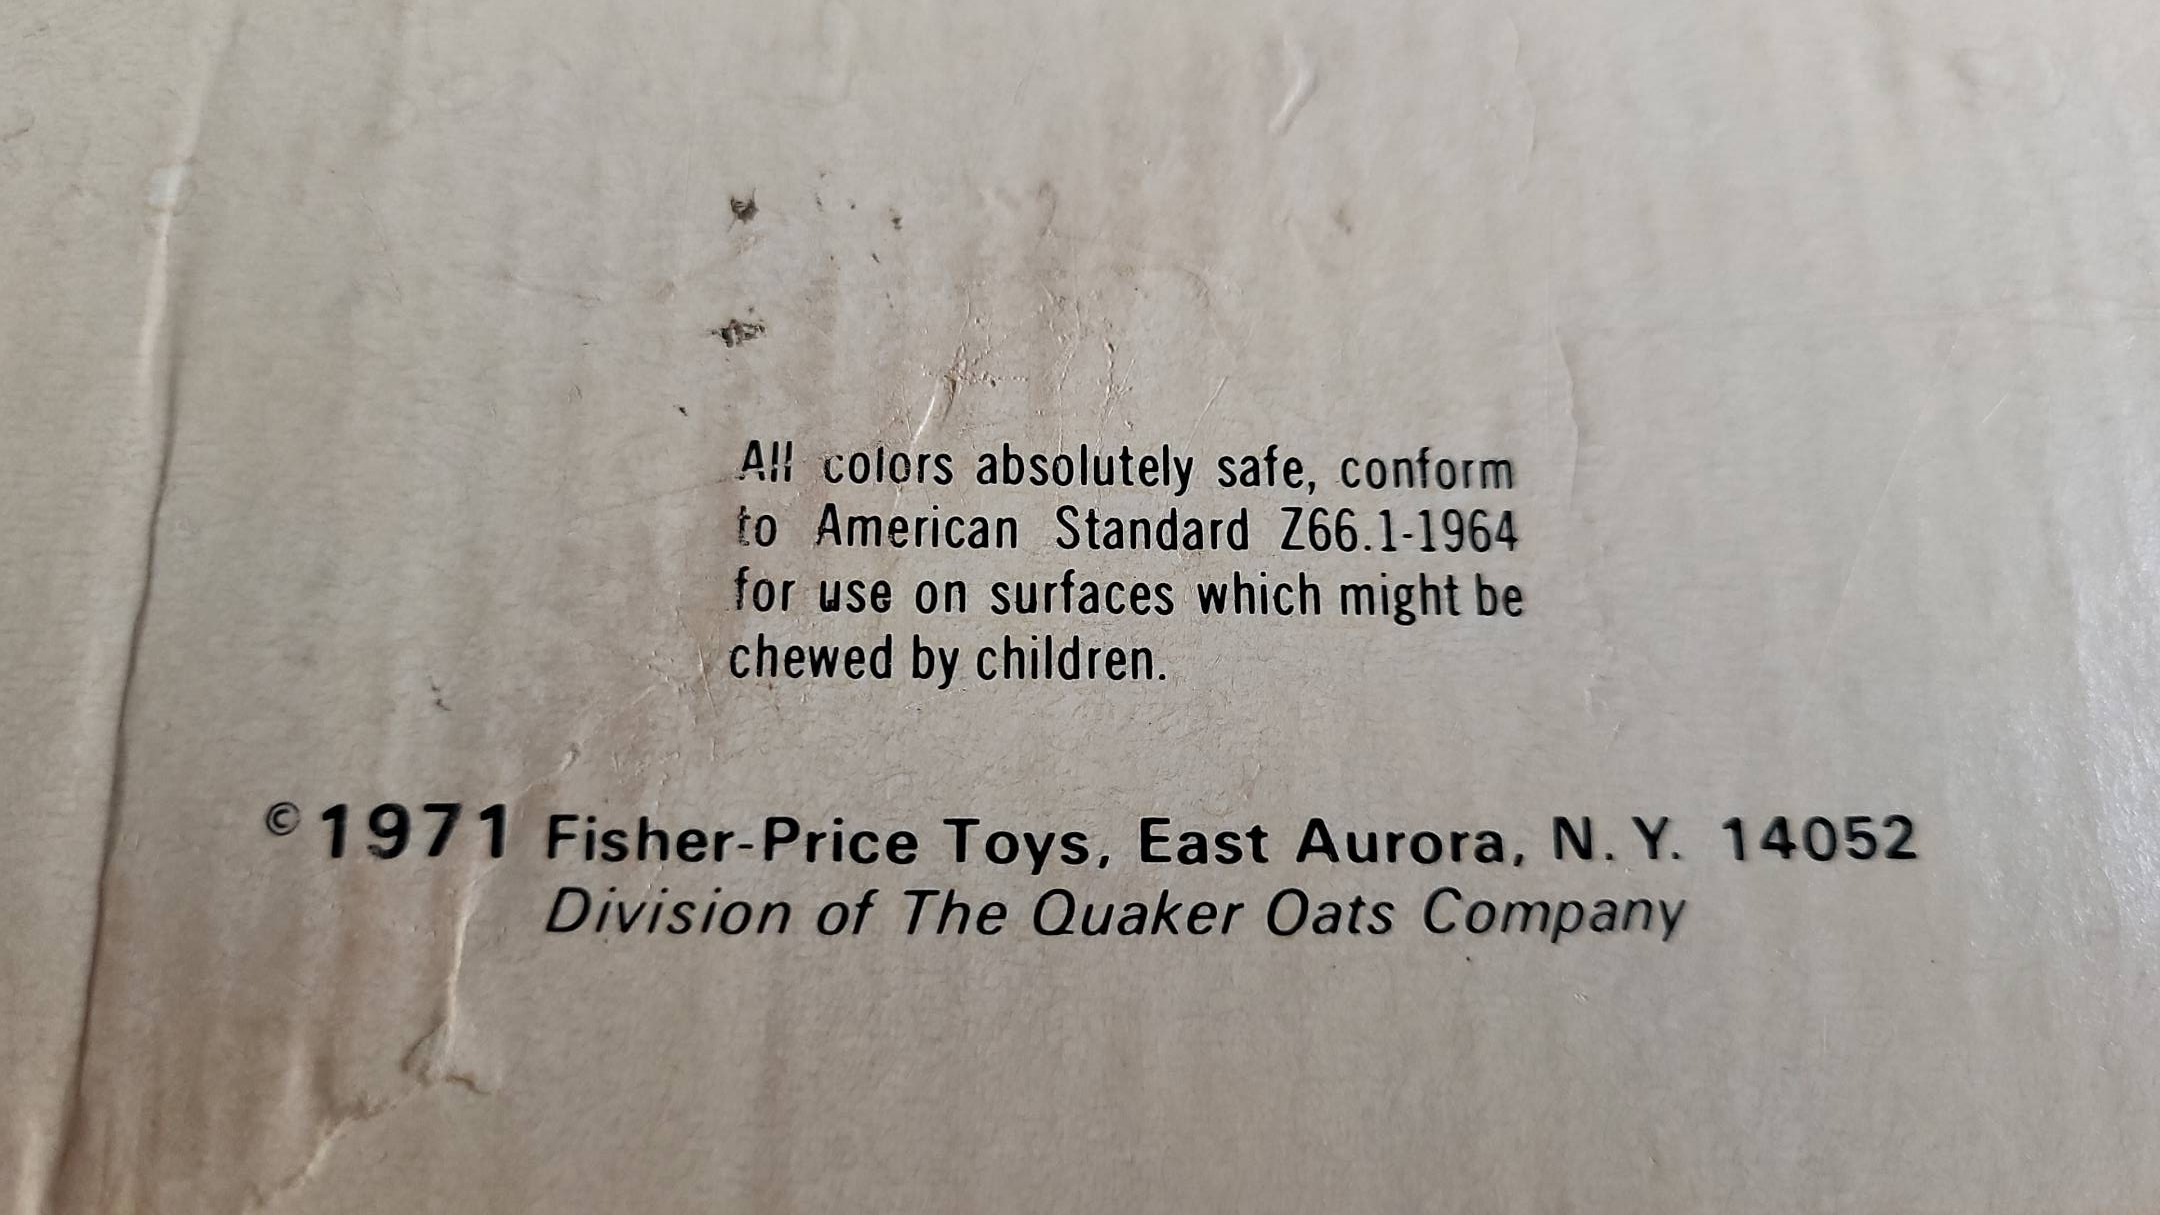 All colors absolutely safe, conform
to American Standard Z66.1-1964
for use on surfaces which might be
chewed by children.
© 1971 Fisher-Price Toys, East Aurora, N. Y. 14052
Division of The Quaker Oats Company